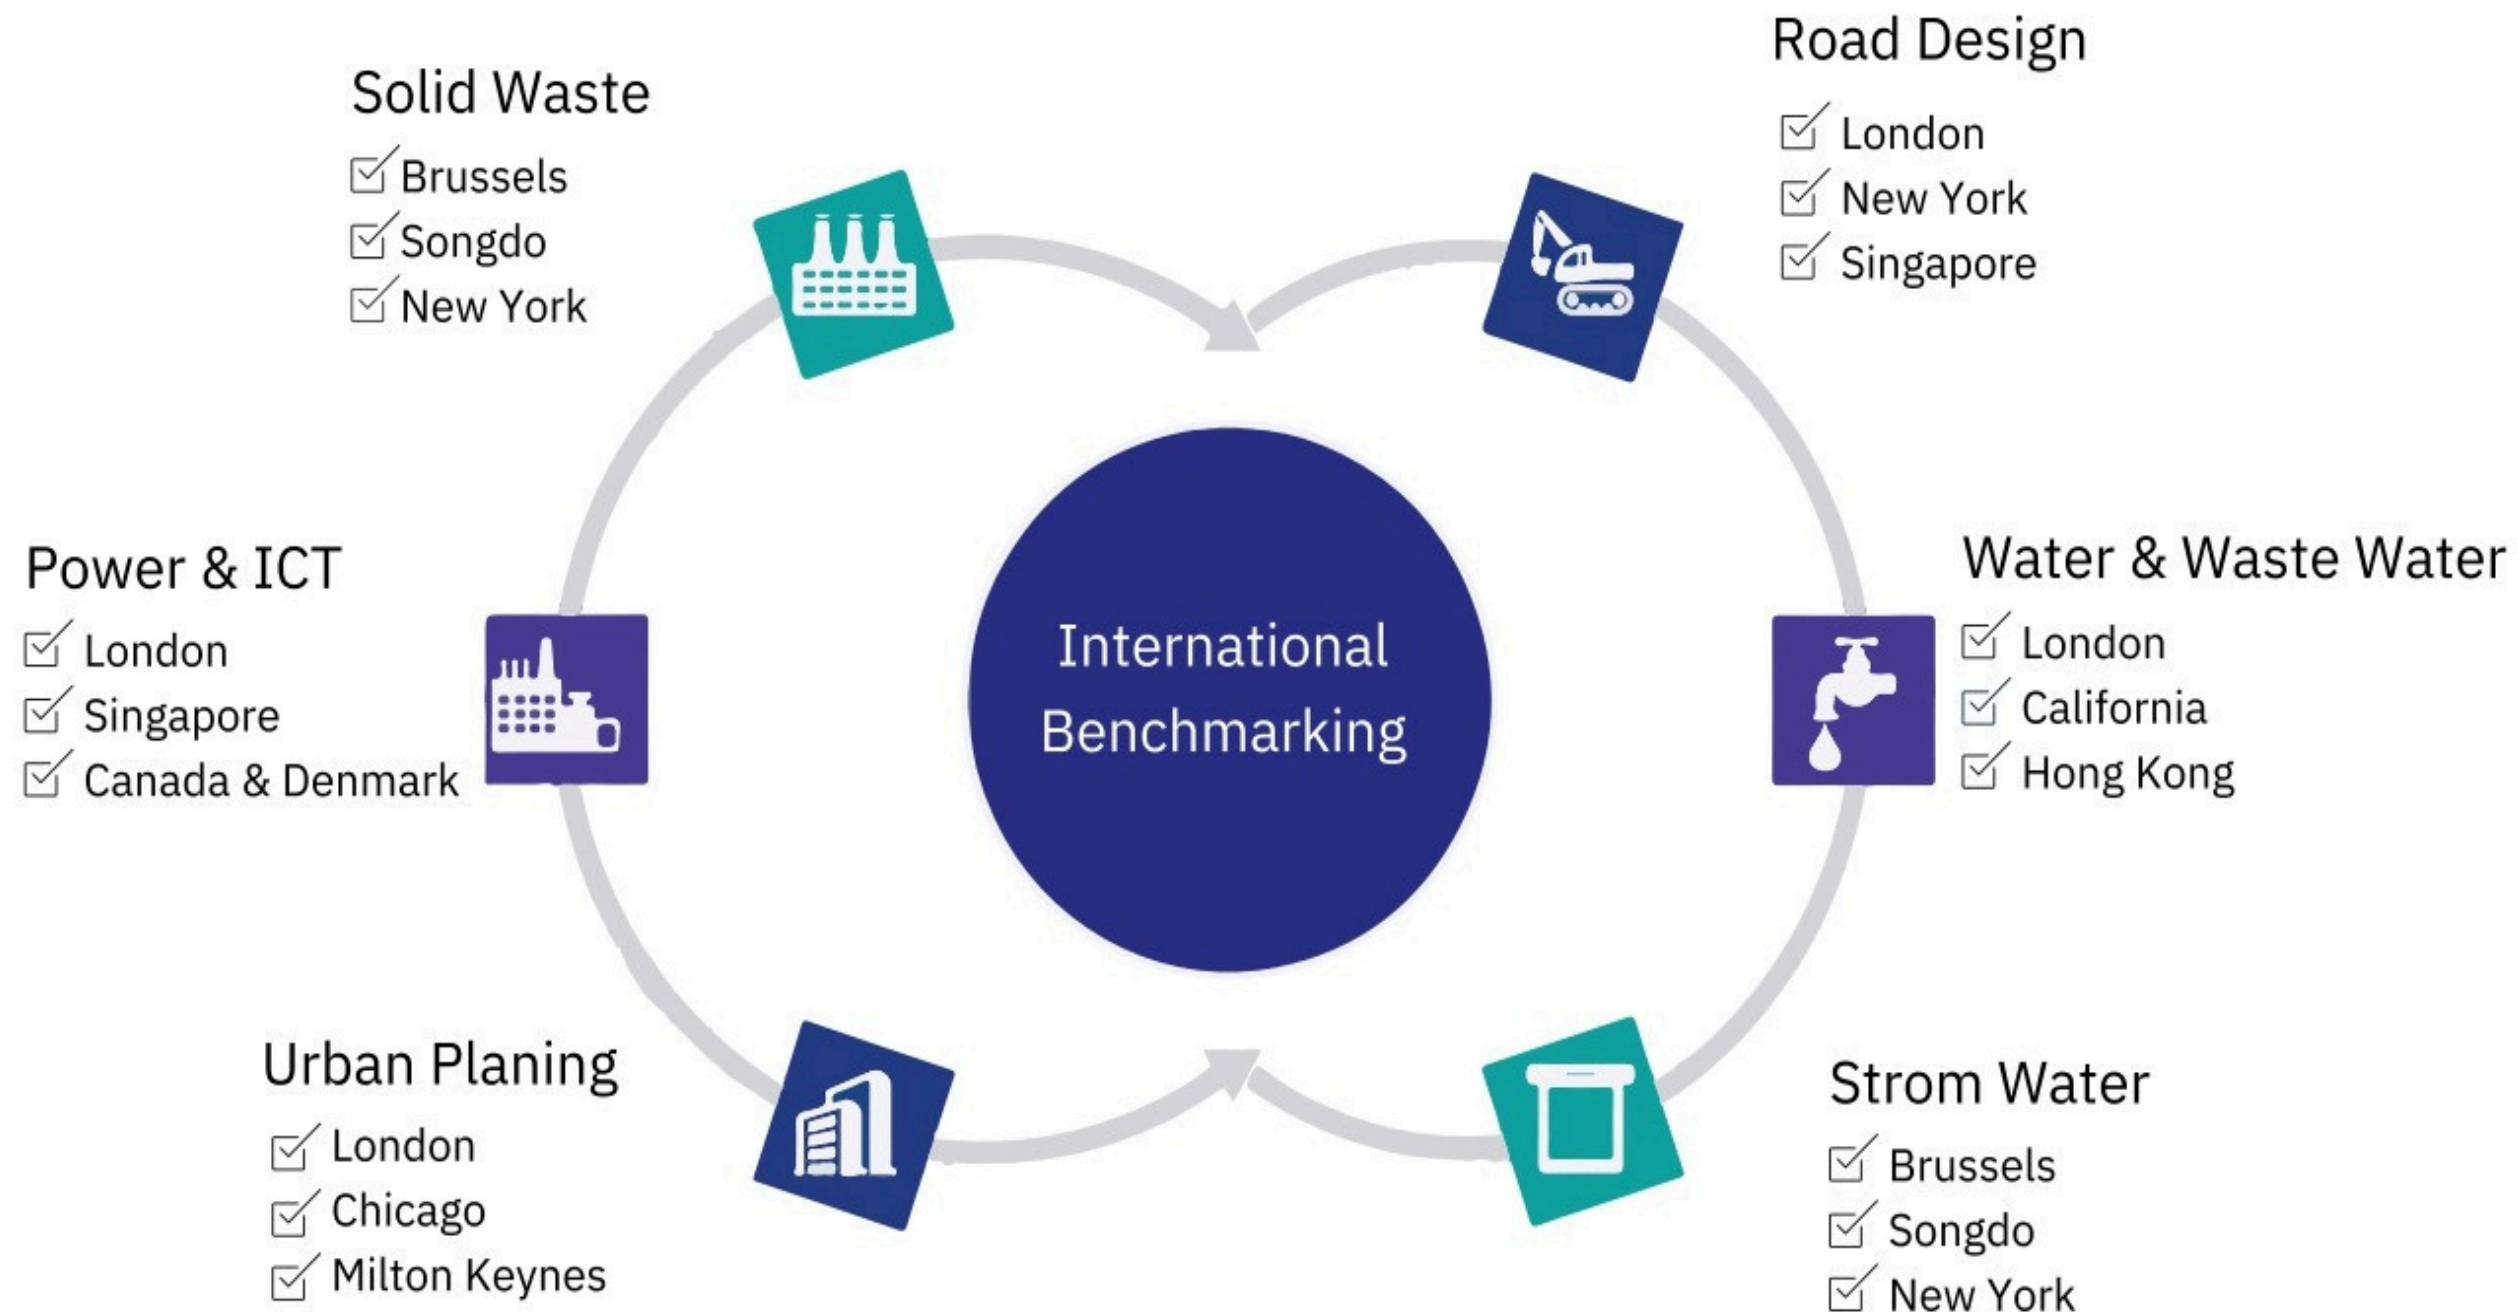 Solid Waste
Brussels
Songdo
New York
Road Design
London
New York
Singapore
Power & ICT
London
Singapore
Canada & Denmark
International
Benchmarking
Water & Waste Water
London
California
Hong Kong
Urban Planing
London
Chicago
Milton Keynes
Strom Water
Brussels
Songdo
New York